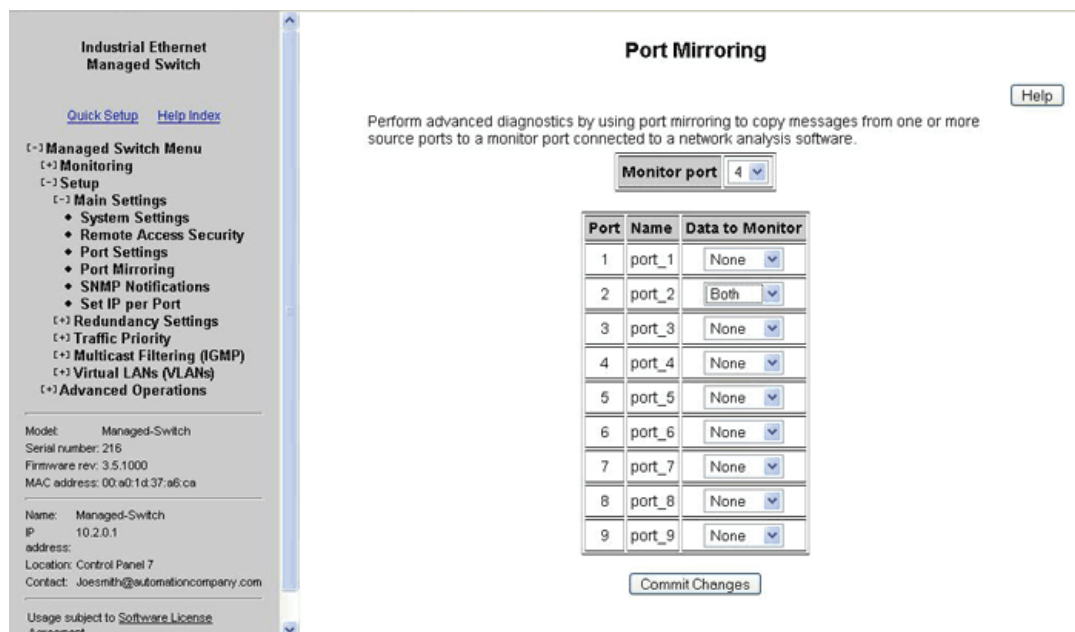 Industrial Ethernet
Managed Switch
Quick Setup Help Index
[-] Managed Switch Menu
[+] Monitoring
[-] Setup
[-] Main Settings
◆ System Settings
◆ Remote Access Security
◆ Port Settings
◆ Port Mirroring
◆ SNMP Notifications
◆ Set IP per Port
[+] Redundancy Settings
[+] Traffic Priority
[+] Multicast Filtering (IGMP)
[+] Virtual LANs (VLANs)
[+] Advanced Operations
Model: Managed-Switch
Serial number: 216
Firmware rev: 3.5.1000
MAC address: 00:a0:1d:37:a6:ca
Name: Managed-Switch
IP 10.2.0.1
address:
Location: Control Panel 7
Contact: Joesmith@automationcompany.com
Usage subject to Software License
Agreement
Port Mirroring
Help
Perform advanced diagnostics by using port mirroring to copy messages from one or more
source ports to a monitor port connected to a network analysis software.
Monitor port 4
Port Name Data to Monitor
1 port_1 None
2 port_2 Both
3 port_3 None
4 port_4 None
5 port_5 None
6 port_6 None
7 port_7 None
8 port_8 None
9 port_9 None
Commit Changes